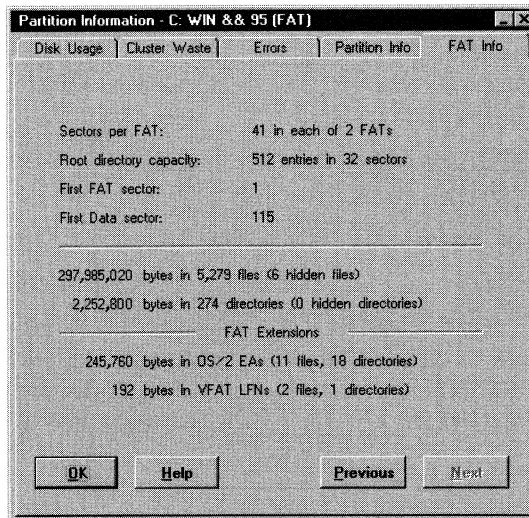 Partition Information - C: WIN && 95 (FAT)
Disk Usage Cluster Waste Errors Partition Info FAT Info
Sectors per FAT: 41 in each of 2 FATs
Root directory capacity: 512 entries in 32 sectors
First FAT sector: 1
First Data sector: 115
297,985,020 bytes in 5,279 files (6 hidden files)
2,252,800 bytes in 274 directories (0 hidden directories)
FAT Extensions
245,760 bytes in OS/2 EAs (11 files, 18 directories)
192 bytes in VFAT LFNs (2 files, 1 directories)
OK Help Previous Next